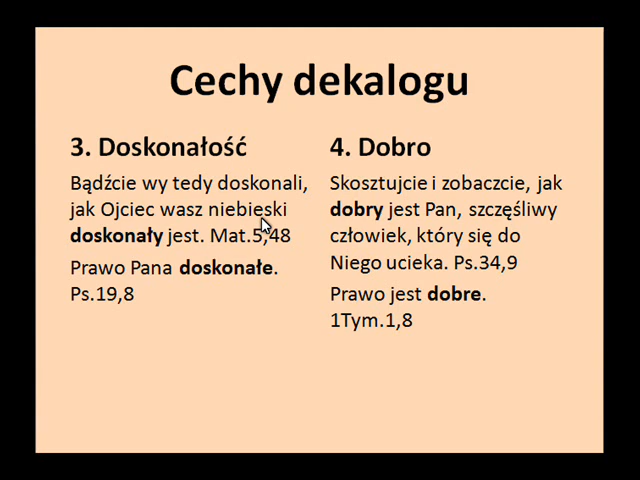 Cechy dekalogu
3. Doskonałość
Bądźcie wy tedy doskonali,
jak Ojciec wasz niebieski
doskonały jest. Mat.5,48
Prawo Pana doskonałe.
Ps.19,8
4. Dobro
Skosztujcie i zobaczcie, jak
dobry jest Pan, szczęśliwy
człowiek, który się do
Niego ucieka. Ps.34,9
Prawo jest dobre.
1Tym.1,8